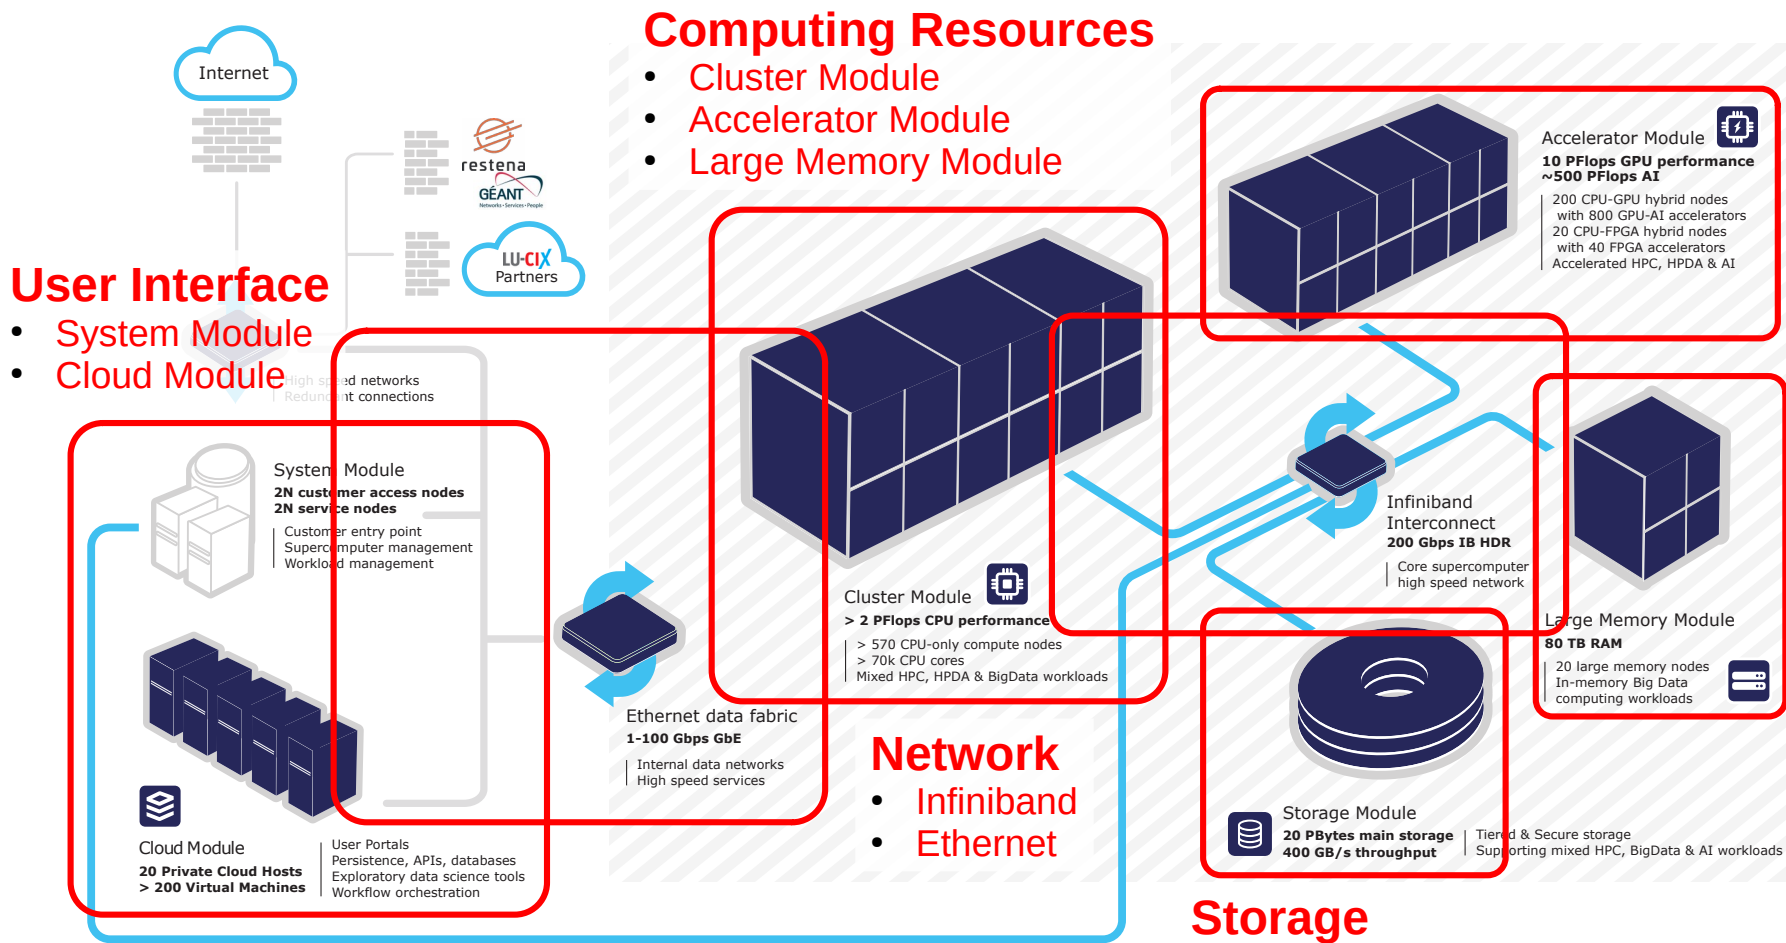 Computing Resources
• Cluster Module
• Accelerator Module
• Large Memory Module
Internet
restena
GÉANT
Networks · Services · People
LU-CIX
Partners
User Interface
• System Module
• Cloud Module
High speed networks
Redundant connections
System Module
2N customer access nodes
2N service nodes
Customer entry point
Supercomputer management
Workload management
Cloud Module
20 Private Cloud Hosts
> 200 Virtual Machines
User Portals
Persistence, APIs, databases
Exploratory data science tools
Workflow orchestration
Ethernet data fabric
1-100 Gbps GbE
Internal data networks
High speed services
Cluster Module
> 2 PFlops CPU performance
> 570 CPU-only compute nodes
> 70k CPU cores
Mixed HPC, HPDA & BigData workloads
Network
• Infiniband
• Ethernet
Accelerator Module
10 PFlops GPU performance
~500 PFlops AI
200 CPU-GPU hybrid nodes
with 800 GPU-AI accelerators
20 CPU-FPGA hybrid nodes
with 40 FPGA accelerators
Accelerated HPC, HPDA & AI
Infiniband
Interconnect
200 Gbps IB HDR
Core supercomputer
high speed network
Large Memory Module
80 TB RAM
20 large memory nodes
In-memory Big Data
computing workloads
Storage Module
20 PBytes main storage
400 GB/s throughput
Tiered & Secure storage
Supporting mixed HPC, BigData & AI workloads
Storage